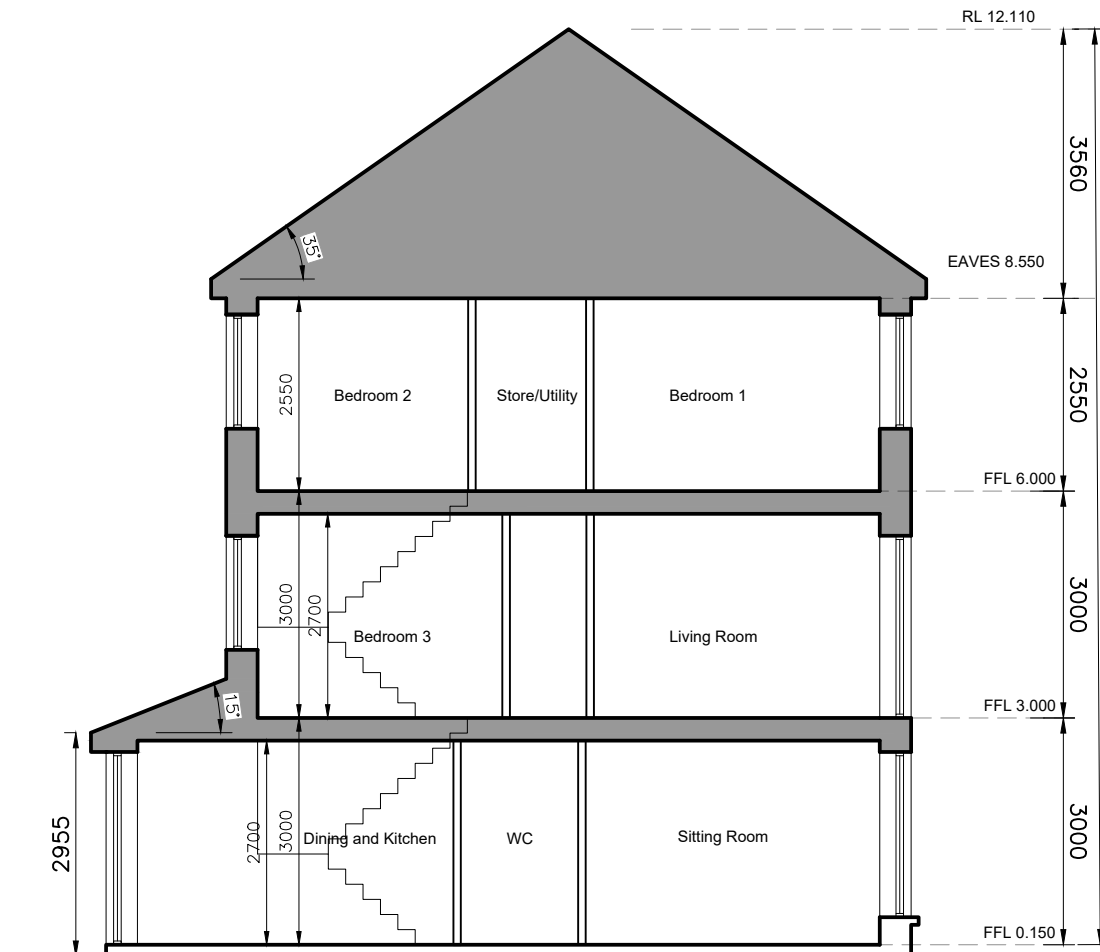 RL 12.110
3560
35°
EAVES 8.550
2550
Bedroom 2
Store/Utility
Bedroom 1
2550
FFL 6.000
3000
2700
Bedroom 3
Living Room
3000
15°
FFL 3.000
2955
2700
3000
Dining and Kitchen
WC
Sitting Room
3000
FFL 0.150